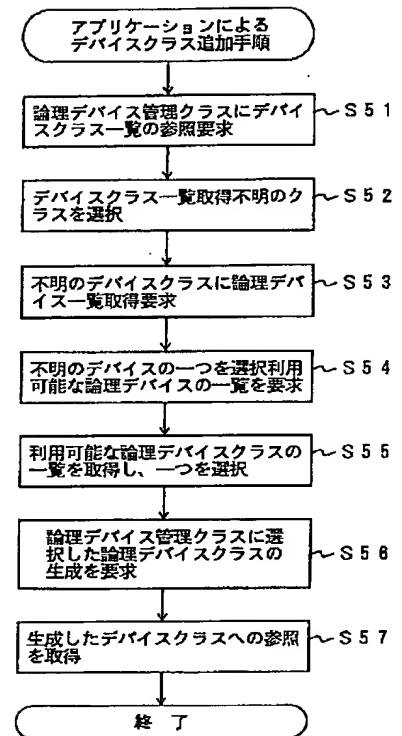 アプリケーションによる
デバイスクラス追加手順
論理デバイス管理クラスにデバイ
スクラス一覧の参照要求
S51
デバイスクラス一覧取得不明のク
ラスを選択
S52
不明のデバイスクラスに論理デバ
イス一覧取得要求
S53
不明のデバイスの一つを選択利用
可能な論理デバイスの一覧を要求
S54
利用可能な論理デバイスクラスの
一覧を取得し、一つを選択
S55
論理デバイス管理クラスに選
択した論理デバイスクラスの
生成を要求
S56
生成したデバイスクラスへの参照
を取得
S57
終了